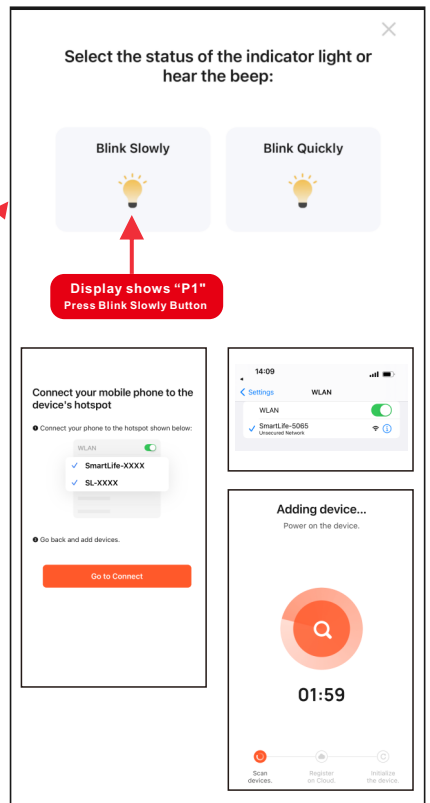 Select the status of the indicator light or
hear the beep:
Blink Slowly
Blink Quickly
Display shows “P1"
Press Blink Slowly Button
Connect your mobile phone to the
device's hotspot
❶ Connect your phone to the hotspot shown below:
WLAN
✓ SmartLife-XXXX
✓ SL-XXXX
❷ Go back and add devices.
Go to Connect
14:09
Settings
WLAN
WLAN
SmartLife-5065
Unsecured Network
Adding device...
Power on the device.
01:59
Scan
devices.
Register
on Cloud.
Initialize
the device.